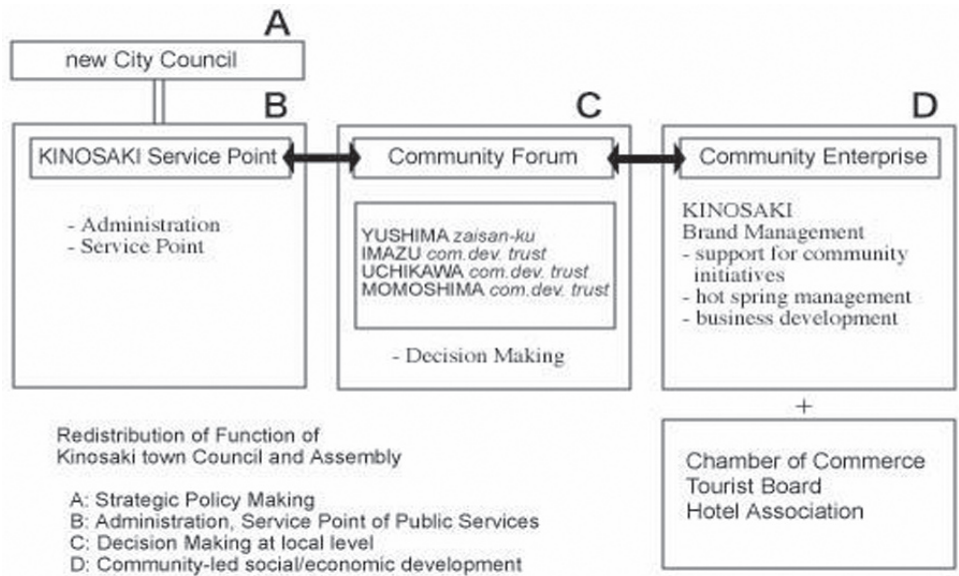 A
new City Council
B
KINOSAKI Service Point
- Administration
- Service Point
C
Community Forum
YUSHIMA zaisan-ku
IMAZU com.dev. trust
UCHIKAWA com.dev. trust
MOMOSHIMA com.dev. trust
- Decision Making
D
Community Enterprise
KINOSAKI
Brand Management
- support for community
initiatives
- hot spring management
- business development
+
Chamber of Commerce
Tourist Board
Hotel Association
Redistribution of Function of
Kinosaki town Council and Assembly
A: Strategic Policy Making
B: Administration, Service Point of Public Services
C: Decision Making at local level
D: Community-led social/economic development